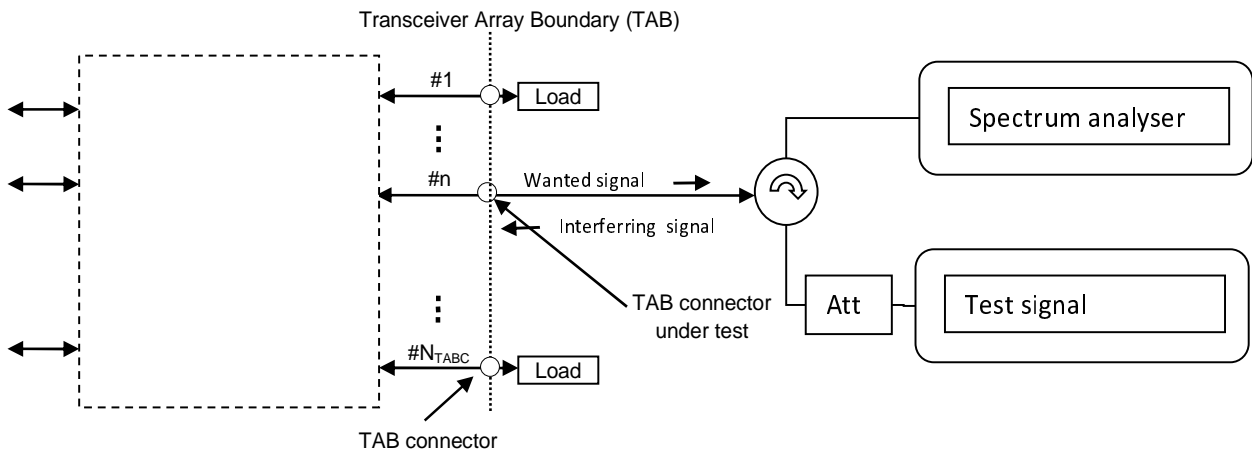 Transceiver Array Boundary (TAB)
#1
Load
Spectrum analyser
#n
Wanted signal
Interferring signal
TAB connector
under test
Att
Test signal
#NTABC
Load
TAB connector